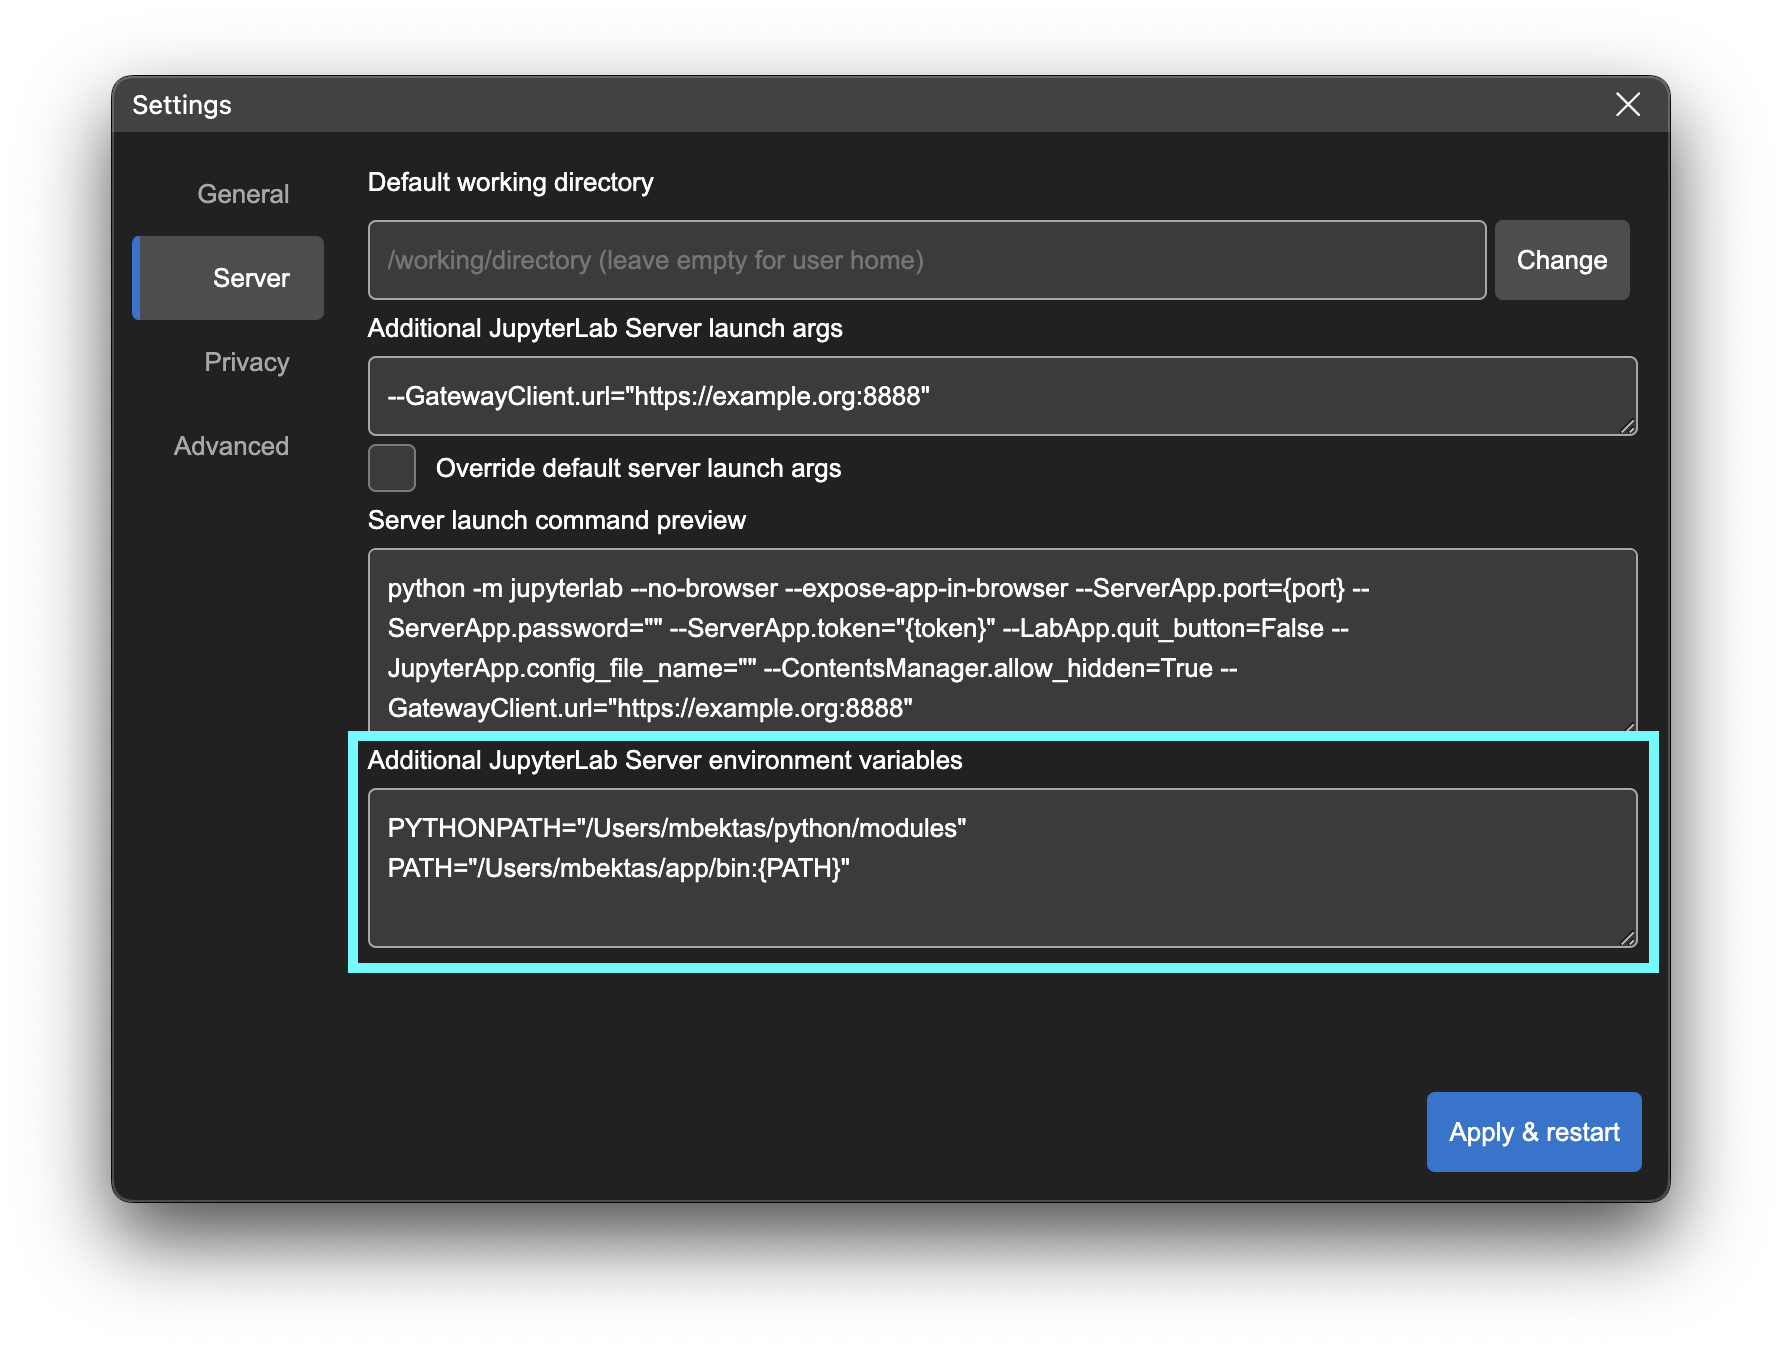 Settings
General
Server
Privacy
Advanced
Default working directory
/working/directory (leave empty for user home)
Change
Additional JupyterLab Server launch args
--GatewayClient.url="https://example.org:8888"
Override default server launch args
Server launch command preview
python -m jupyterlab --no-browser --expose-app-in-browser --ServerApp.port={port} --
ServerApp.password="" --ServerApp.token="{token}" --LabApp.quit_button=False --
JupyterApp.config_file_name="" --ContentsManager.allow_hidden=True --
GatewayClient.url="https://example.org:8888"
Additional JupyterLab Server environment variables
PYTHONPATH="/Users/mbektas/python/modules"
PATH="/Users/mbektas/app/bin:{PATH}"
Apply & restart